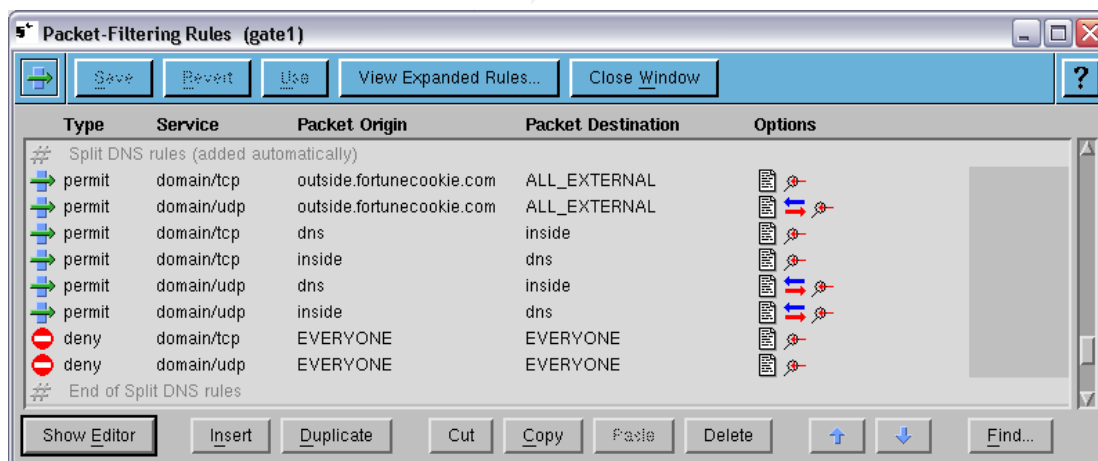 Packet-Filtering Rules (gate1)
Save Revert Use View Expanded Rules... Close Window ?
Type Service Packet Origin Packet Destination Options
# Split DNS rules (added automatically)
permit domain/tcp outside.fortunecookie.com ALL_EXTERNAL
permit domain/udp outside.fortunecookie.com ALL_EXTERNAL
permit domain/tcp dns inside
permit domain/tcp inside dns
permit domain/udp dns inside
permit domain/udp inside dns
deny domain/tcp EVERYONE EVERYONE
deny domain/udp EVERYONE EVERYONE
# End of Split DNS rules
Show Editor Insert Duplicate Cut Copy Paste Delete Find...